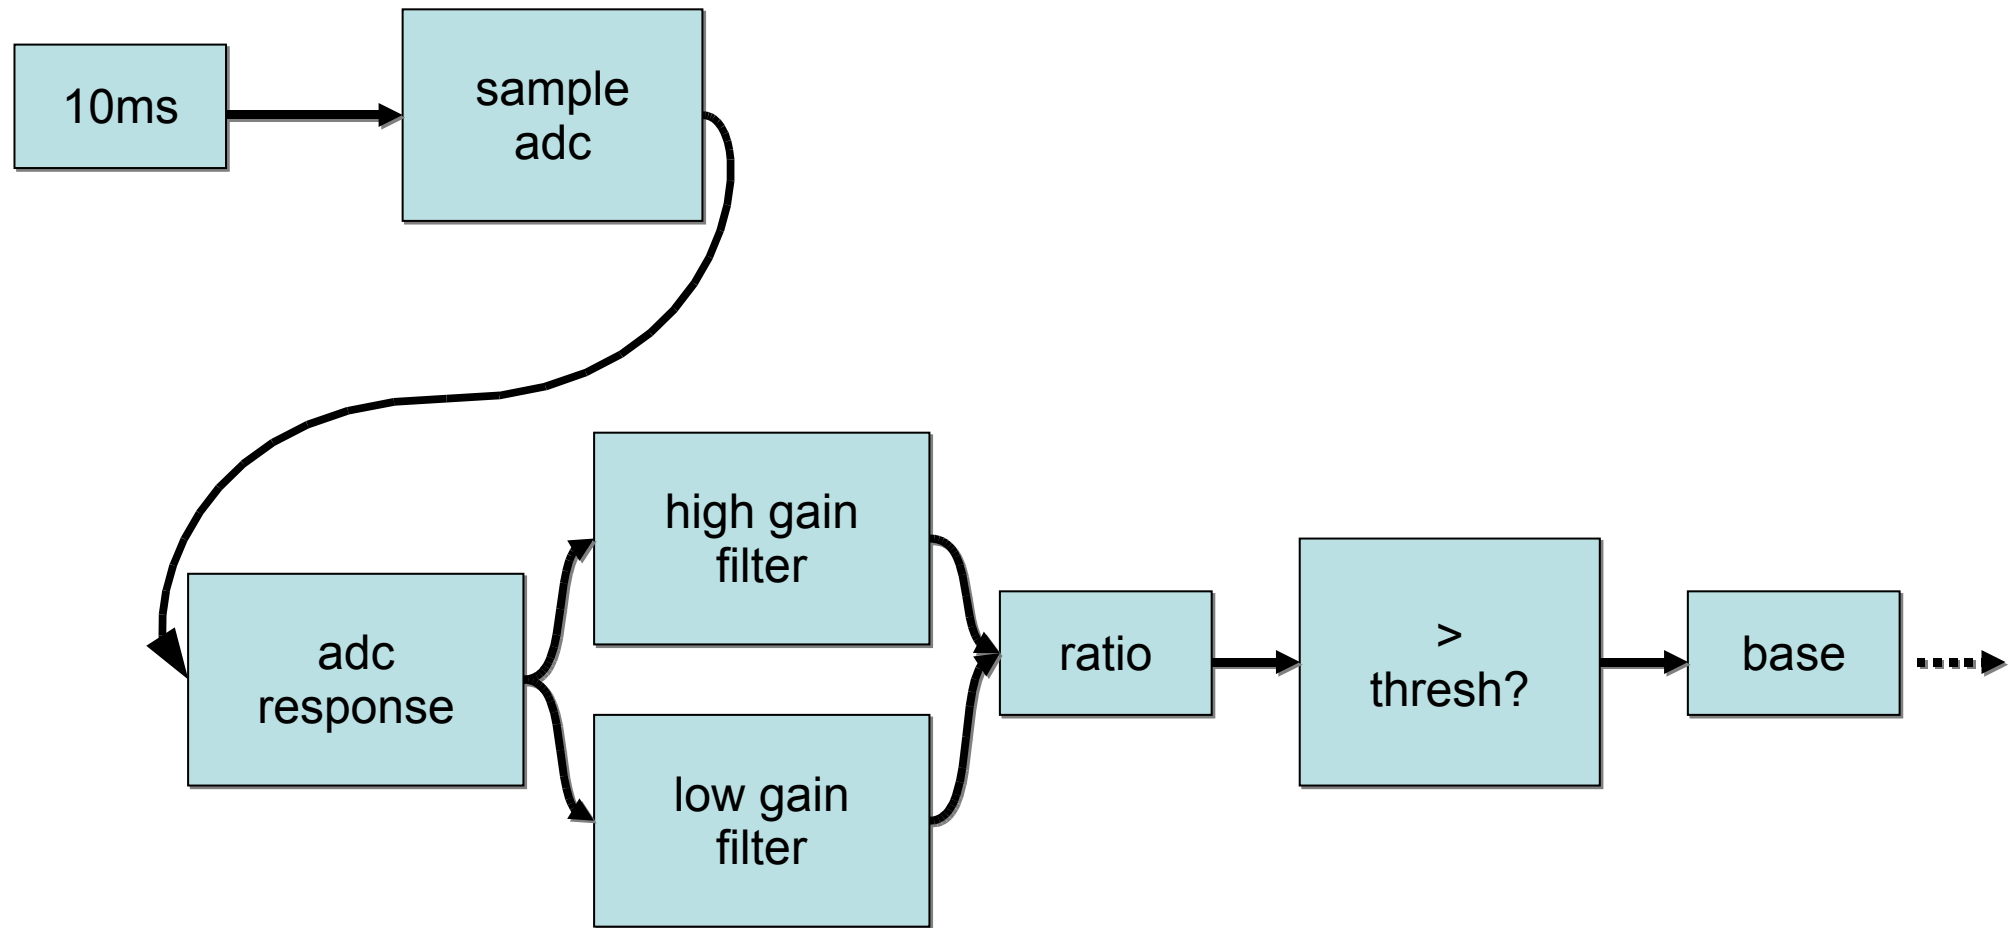 10ms
sample
adc
adc
response
high gain
filter
low gain
filter
ratio
>
thresh?
base